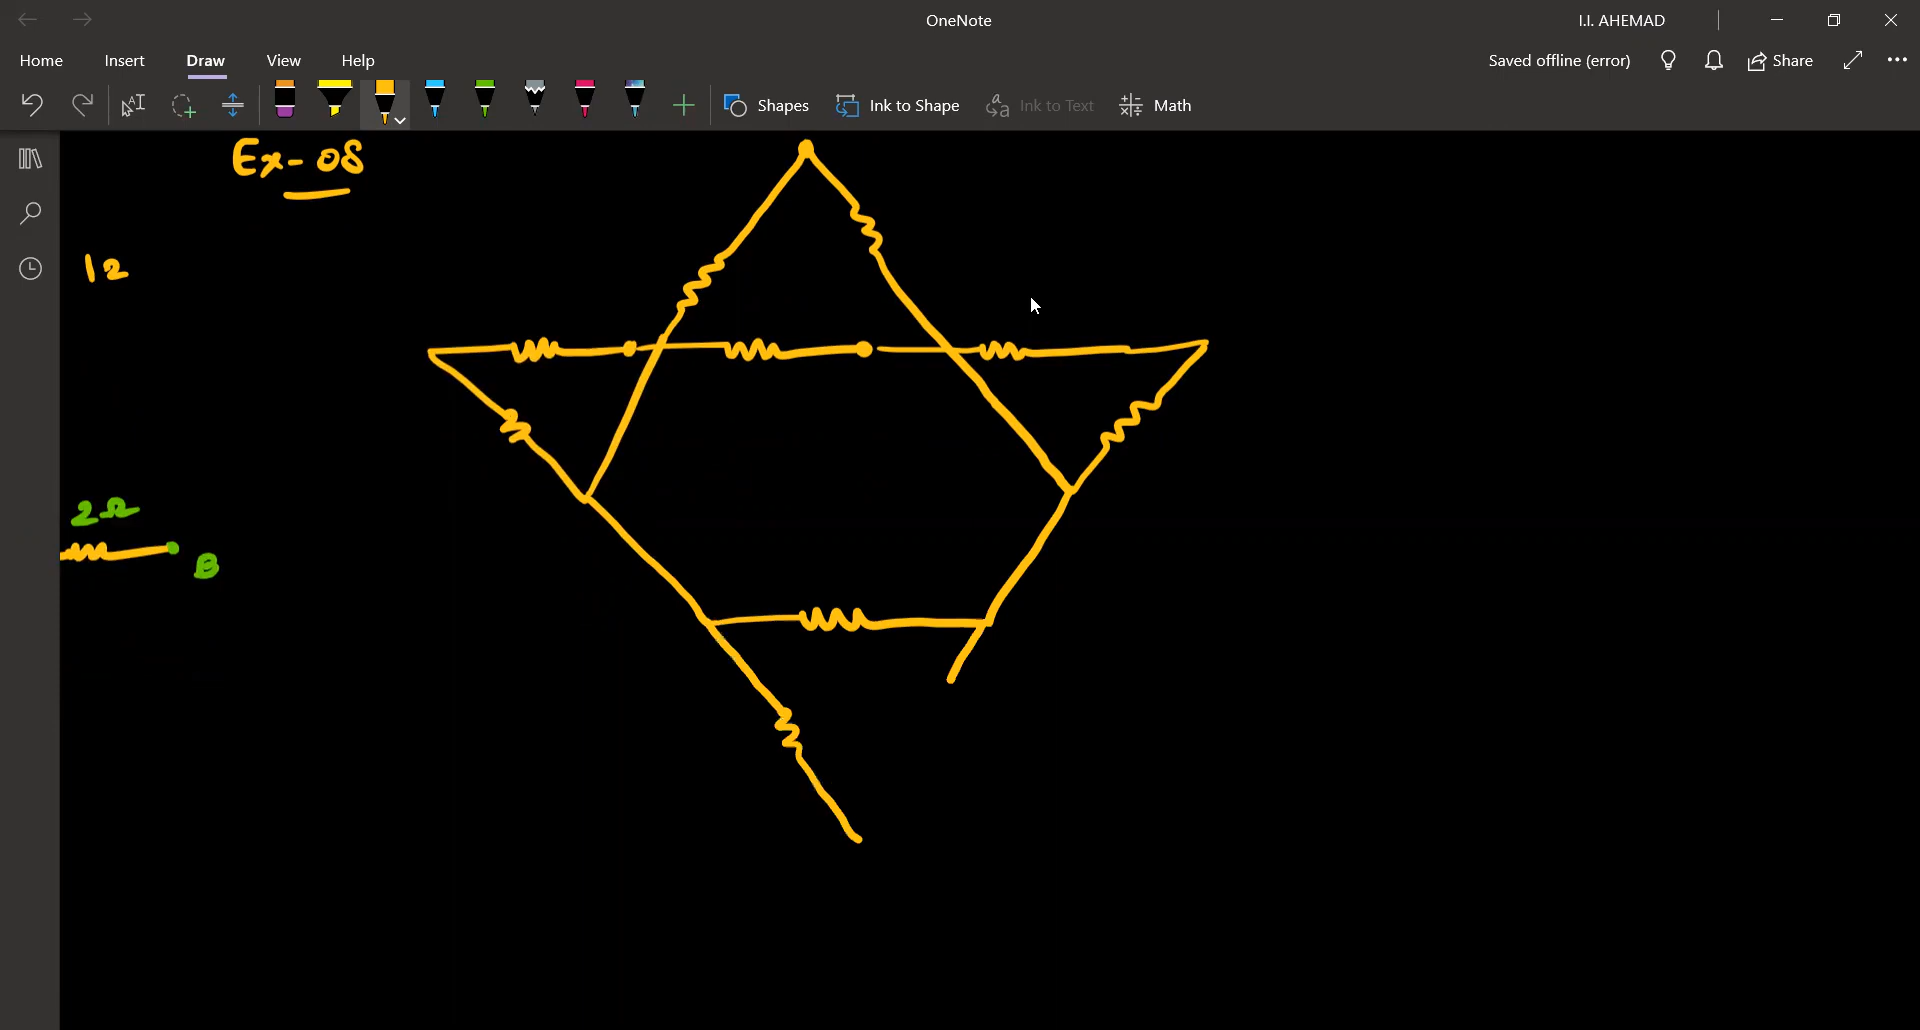 OneNote
I.I. AHEMAD
Home Insert Draw View Help
Saved offline (error)
Share
Shapes
Ink to Shape
Ink to Text
Math
Ex-08
12
2Ω
B